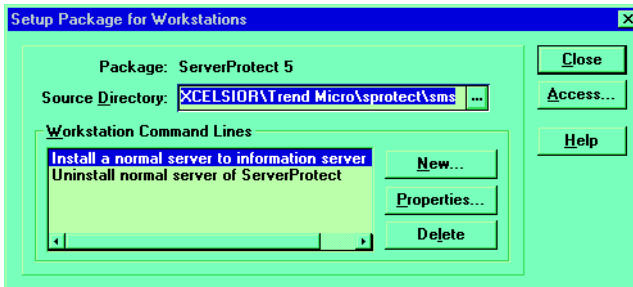 Setup Package for Workstations
Package: ServerProtect 5
Source Directory: XCELSIOR\Trend Micro\sprotect\sms ...
Workstation Command Lines
Install a normal server to information server
Uninstall normal server of ServerProtect
New...
Properties...
Delete
Close
Access...
Help